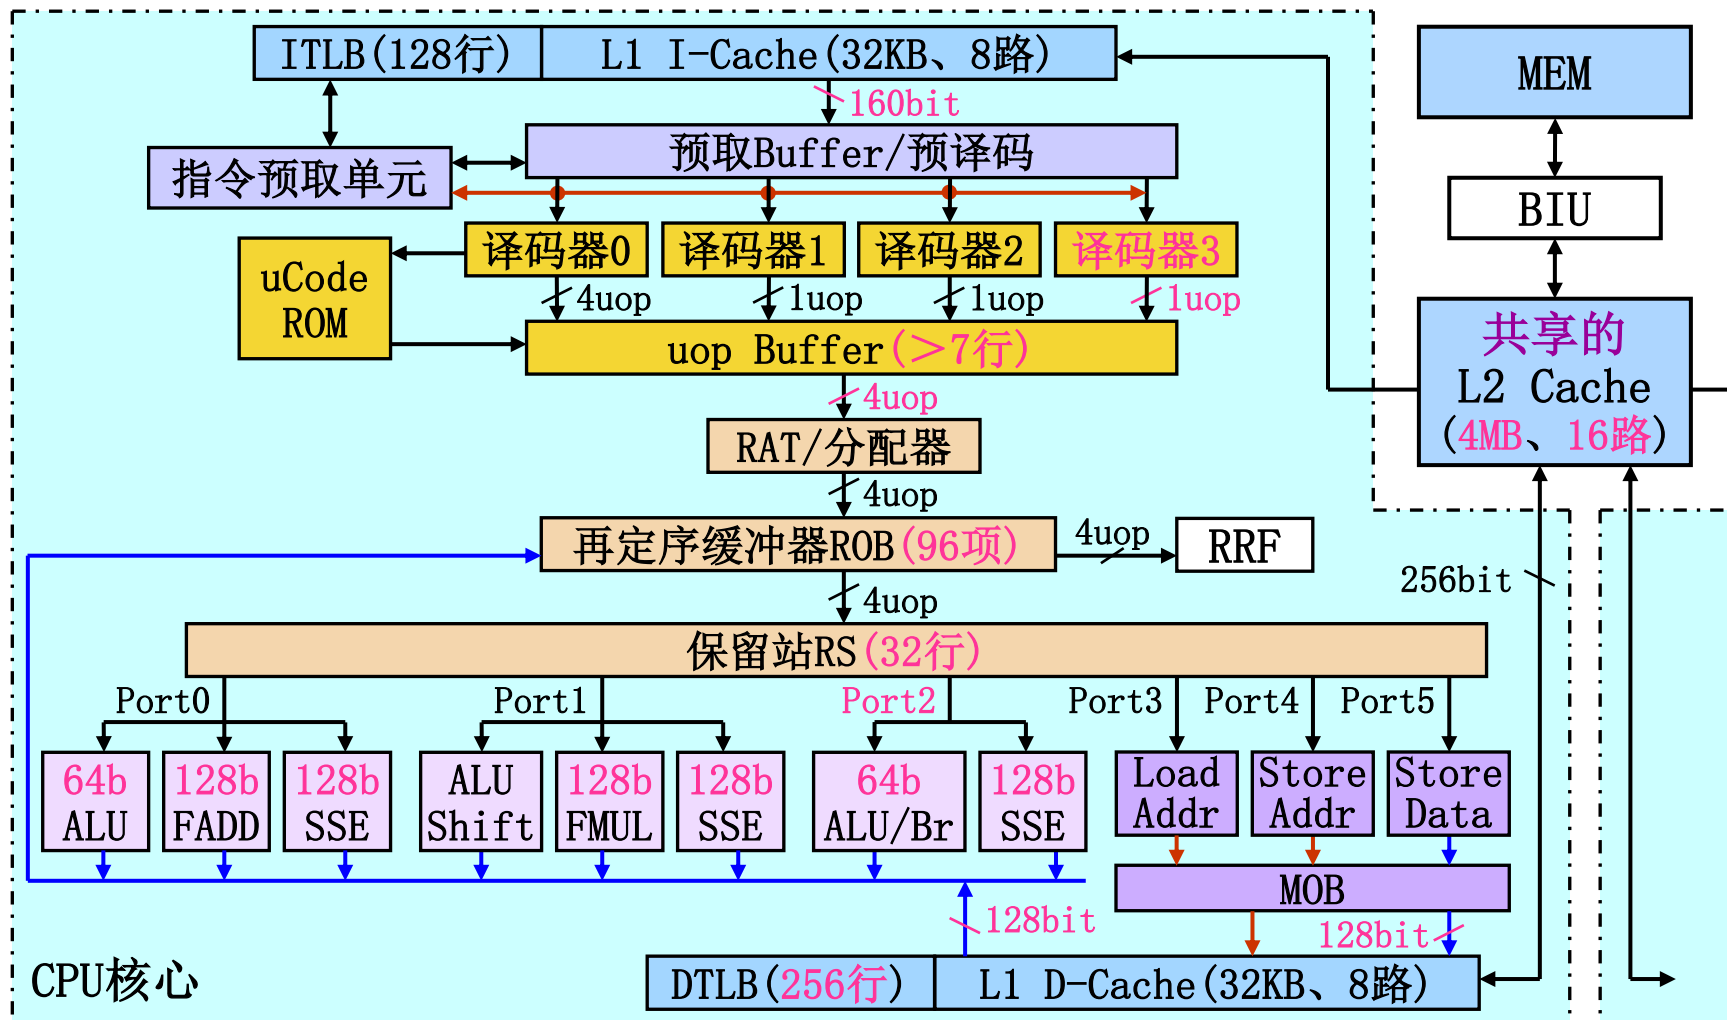 ITLB(128行)
L1 I-Cache(32KB、8路)
MEM
160bit
预取Buffer/预译码
指令预取单元
BIU
译码器0
译码器1
译码器2
译码器3
uCode
ROM
4uop
1uop
1uop
1uop
uop Buffer(>7行)
共享的
L2 Cache
(4MB、16路)
4uop
RAT/分配器
4uop
再定序缓冲器ROB(96项)
4uop
RRF
256bit
4uop
保留站RS(32行)
Port0
Port1
Port2
Port3
Port4
Port5
64b
ALU
128b
FADD
128b
SSE
ALU
Shift
128b
FMUL
128b
SSE
64b
ALU/Br
128b
SSE
Load
Addr
Store
Addr
Store
Data
MOB
128bit
128bit
CPU核心
DTLB(256行)
L1 D-Cache(32KB、8路)